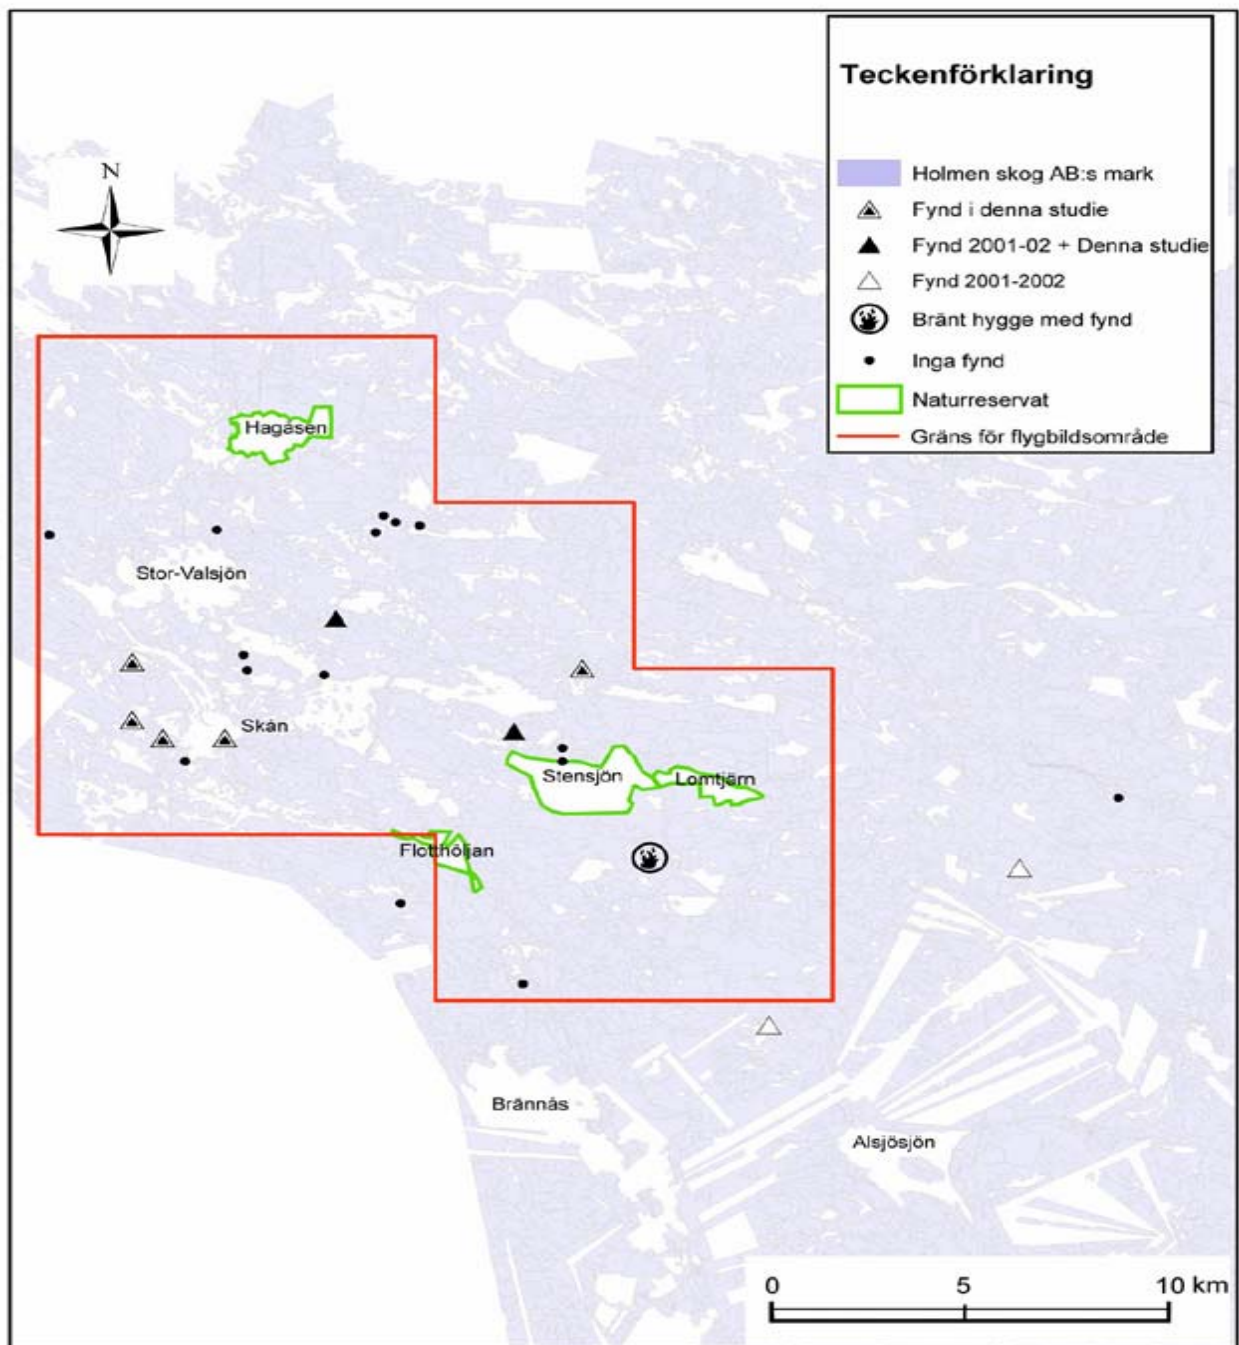 Teckenförklaring
N
Holmen skog AB:s mark
Fynd i denna studie
Fynd 2001-02 + Denna studie
Fynd 2001-2002
Bränt hygge med fynd
Inga fynd
Naturreservat
Gräns för flygbildsområde
Hagåsen
Stor-Valsjön
Skån
Stensjön
Lomtjärn
Flotthöljan
Brännås
Alsjösjön
0 5 10 km